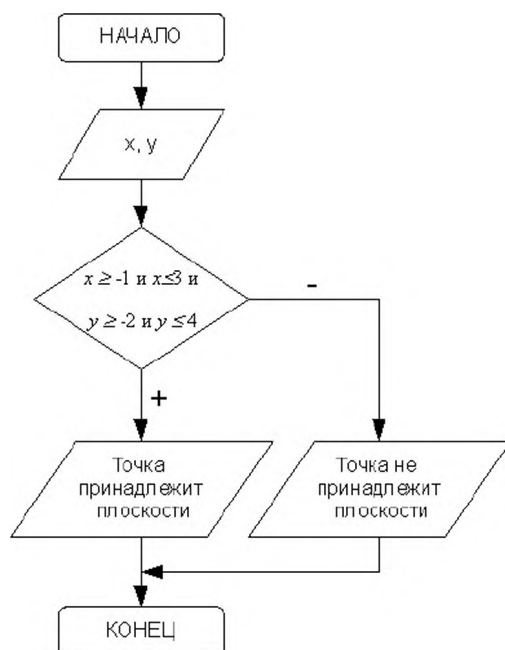 НАЧАЛО
x, y
x ≥ -1 и x≤3 и
y ≥ -2 и y ≤ 4
-
+
Точка
принадлежит
плоскости
Точка не
принадлежит
плоскости
КОНЕЦ